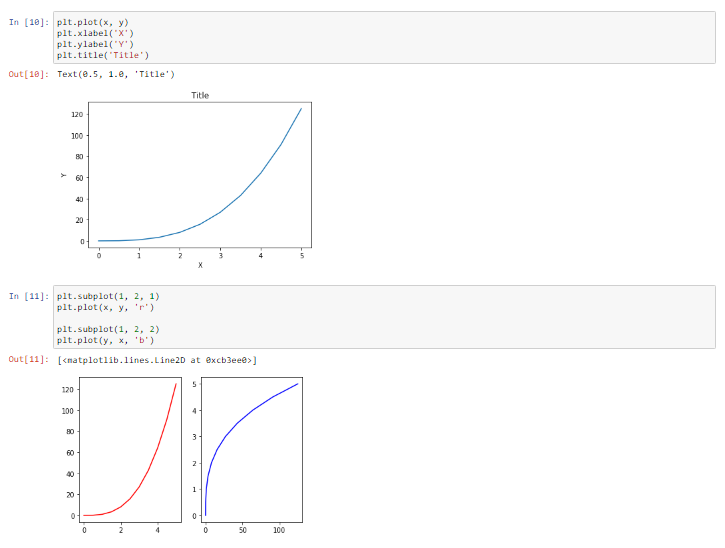 In [10]: plt.plot(x, y)
plt.xlabel('X')
plt.ylabel('Y')
plt.title('Title')
Out[10]: Text(0.5, 1.0, 'Title')
Title
120
100
80
60
40
20
0
Y
0 1 2 3 4 5
X
In [11]: plt.subplot(1, 2, 1)
plt.plot(x, y, 'r')
plt.subplot(1, 2, 2)
plt.plot(y, x, 'b')
Out[11]: [<matplotlib.lines.Line2D at 0xcb3ee0>]
120
100
80
60
40
20
0
0 2 4
5
4
3
2
1
0
0 50 100